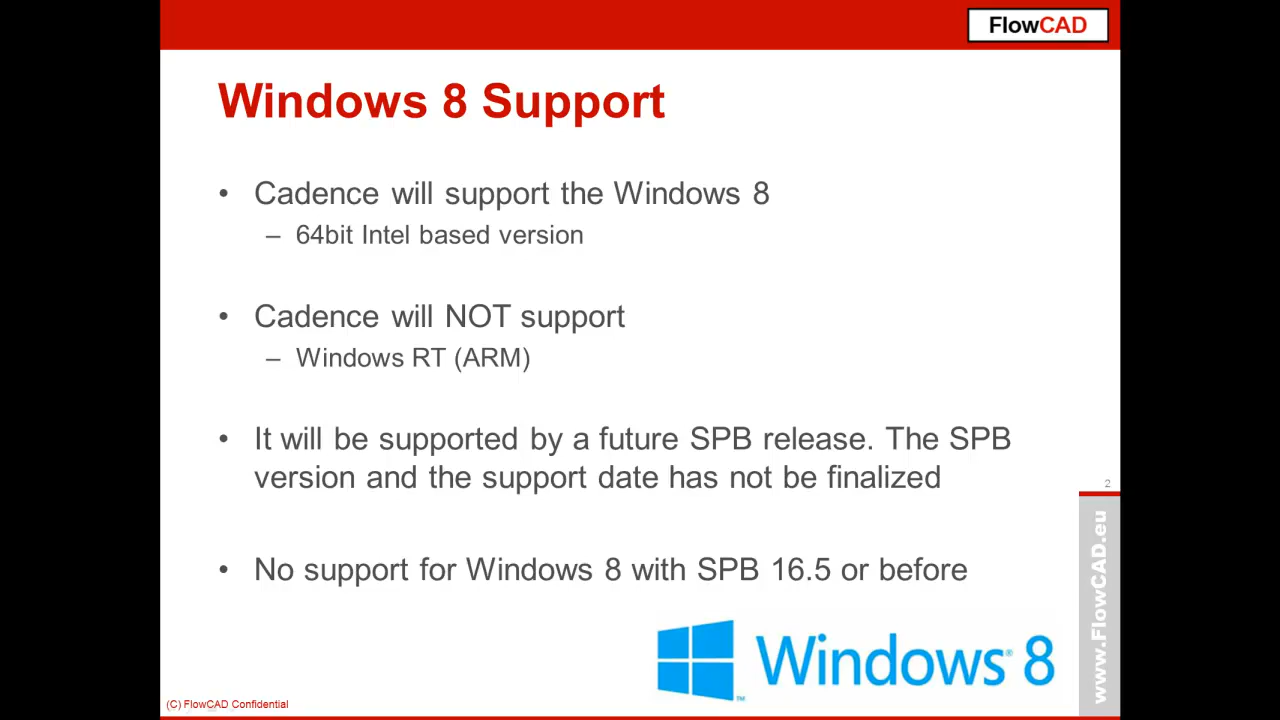 FlowCAD
Windows 8 Support
• Cadence will support the Windows 8
– 64bit Intel based version
• Cadence will NOT support
– Windows RT (ARM)
• It will be supported by a future SPB release. The SPB
version and the support date has not be finalized
2
• No support for Windows 8 with SPB 16.5 or before
www.FlowCAD.eu
Windows® 8
™
(C) FlowCAD Confidential